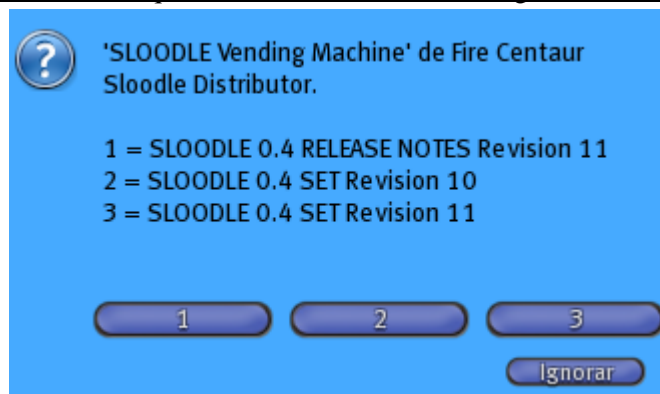 ?
'SLOODLE Vending Machine' de Fire Centaur
Sloodle Distributor.
1 = SLOODLE 0.4 RELEASE NOTES Revision 11
2 = SLOODLE 0.4 SET Revision 10
3 = SLOODLE 0.4 SET Revision 11
1 2 3
Ignorar